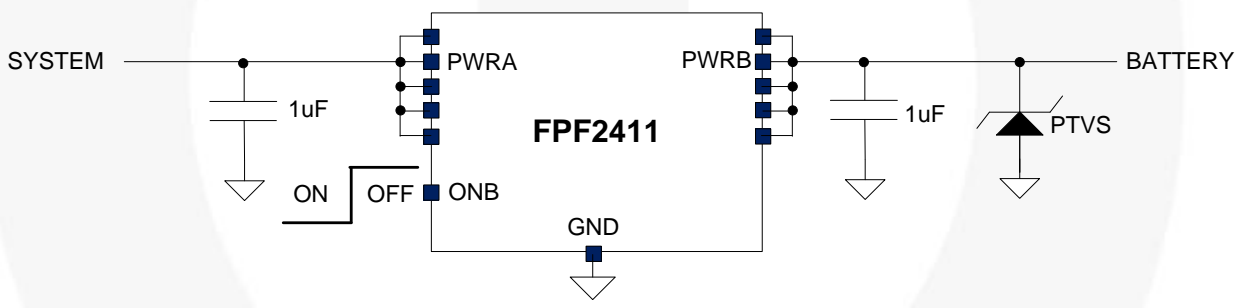 SYSTEM
PWRA
PWRB
BATTERY
1uF
FPF2411
1uF
PTVS
ON
OFF
ONB
GND